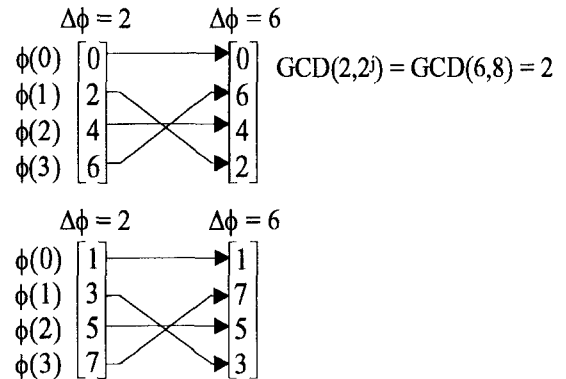 Δϕ = 2 Δϕ = 6
ϕ(0) 0 0 GCD(2,2ʲ) = GCD(6,8) = 2
ϕ(1) 2 6
ϕ(2) 4 4
ϕ(3) 6 2
Δϕ = 2 Δϕ = 6
ϕ(0) 1 1
ϕ(1) 3 7
ϕ(2) 5 5
ϕ(3) 7 3